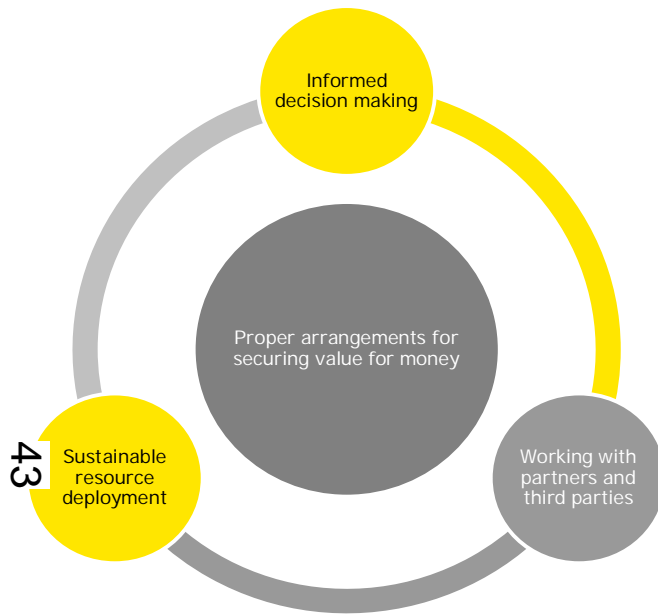 Informed
decision making
Proper arrangements for
securing value for money
Sustainable
resource
deployment
Working with
partners and
third parties
43